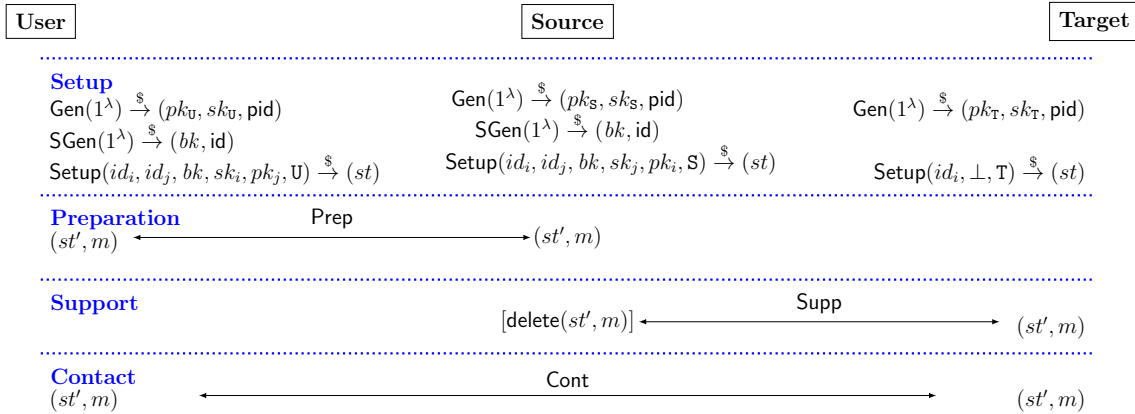 User Source Target
Setup
Gen(1^λ) $→ (pk_U, sk_U, pid) Gen(1^λ) $→ (pk_S, sk_S, pid) Gen(1^λ) $→ (pk_T, sk_T, pid)
SGen(1^λ) $→ (bk, id) SGen(1^λ) $→ (bk, id)
Setup(id_i, id_j, bk, sk_i, pk_j, U) $→ (st) Setup(id_i, id_j, bk, sk_j, pk_i, S) $→ (st) Setup(id_i, ⊥, T) $→ (st)
Preparation Prep
(st′, m) (st′, m)
Support Supp
[delete(st′, m)] (st′, m)
Contact Cont
(st′, m) (st′, m)